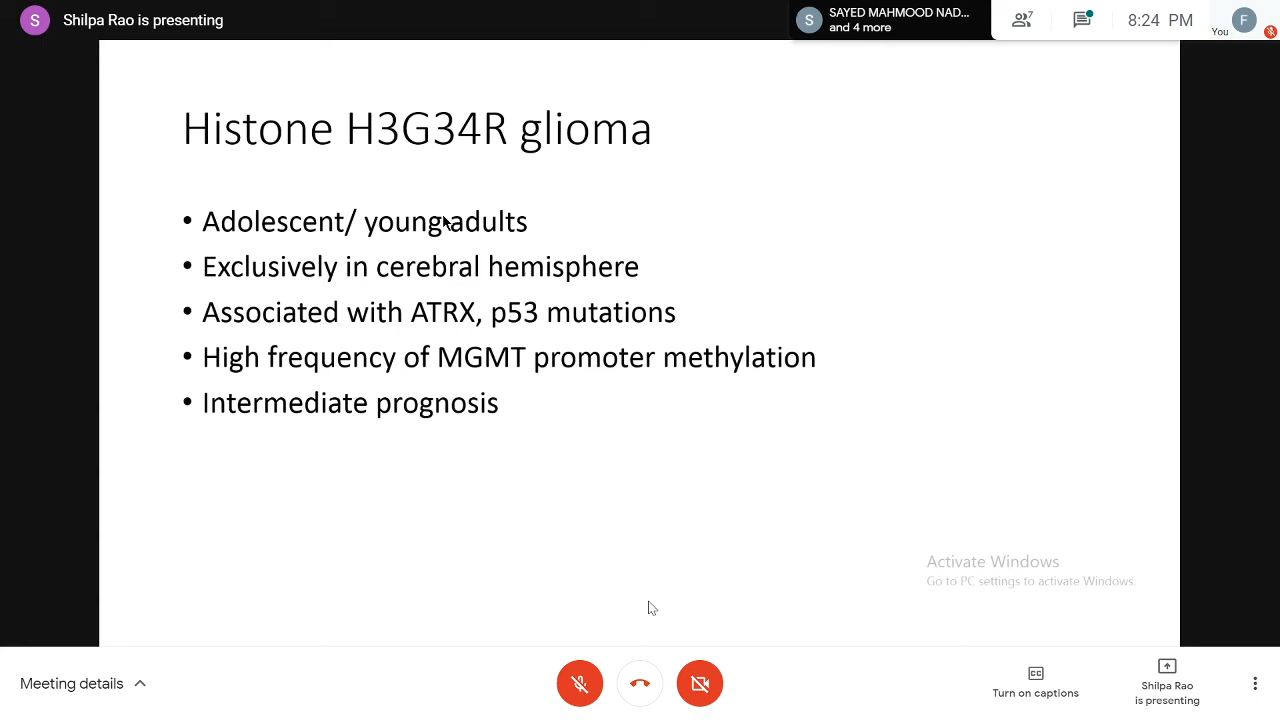 S
Shilpa Rao is presenting
S
SAYED MAHMOOD NAD...
and 4 more
7
8:24 PM
You
F
Histone H3G34R glioma
• Adolescent/ young adults
• Exclusively in cerebral hemisphere
• Associated with ATRX, p53 mutations
• High frequency of MGMT promoter methylation
• Intermediate prognosis
Activate Windows
Go to PC settings to activate Windows.
Meeting details
CC
Turn on captions
Shilpa Rao
is presenting